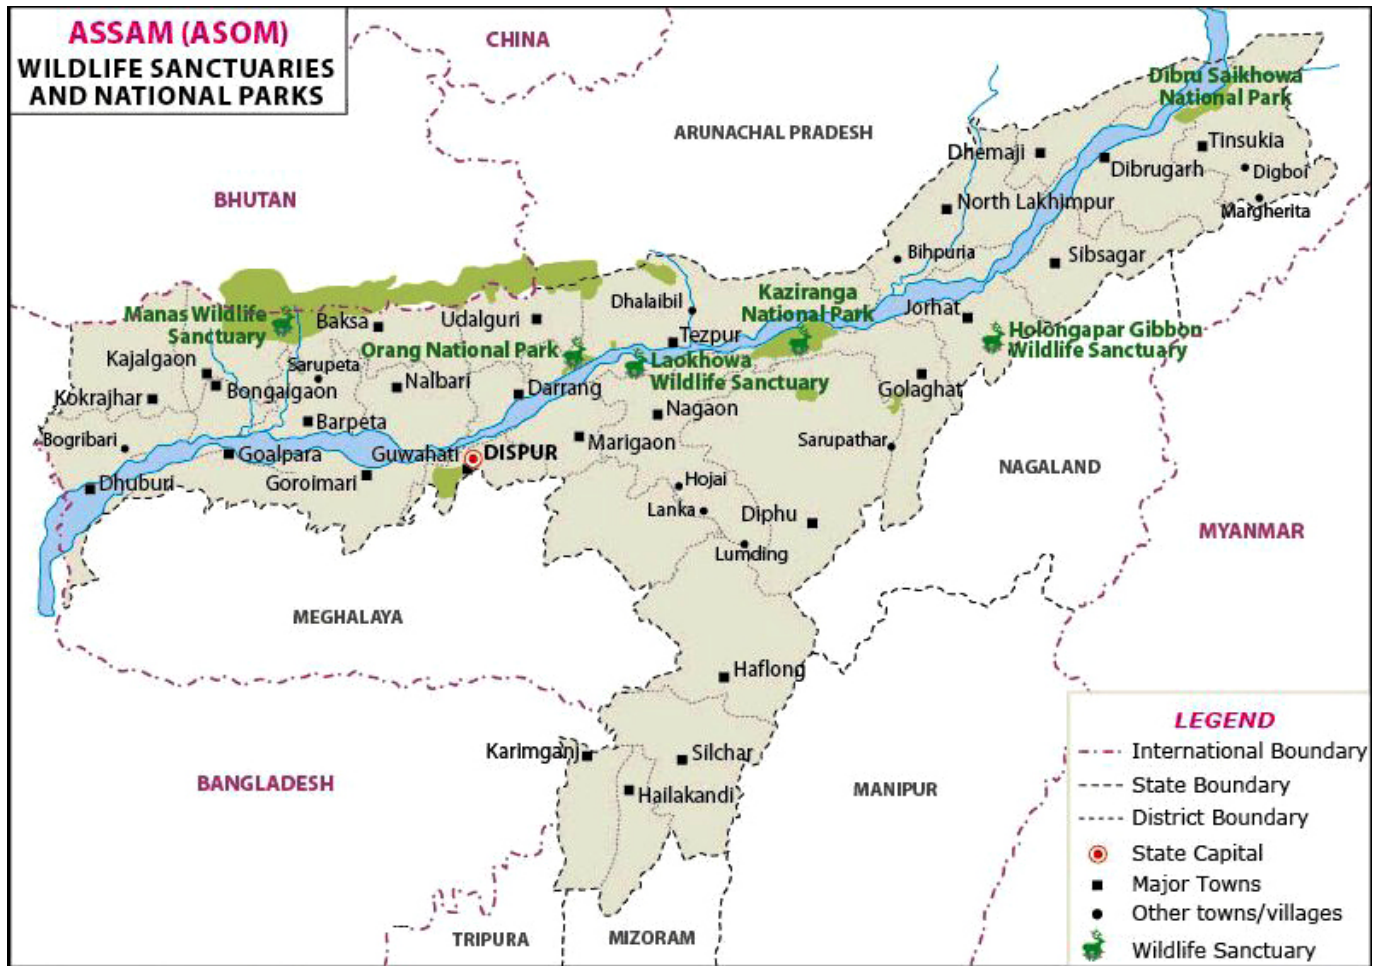 ASSAM (ASOM)
WILDLIFE SANCTUARIES
AND NATIONAL PARKS
CHINA
ARUNACHAL PRADESH
BHUTAN
Dibru Saikhowa
National Park
Dhemaji
Tinsukia
Dibrugarh
Digboi
North Lakhimpur
Margherita
Bihpuria
Sibsagar
Manas Wildlife
Sanctuary
Baksa
Udalguri
Dhalaibil
Kaziranga
National Park
Jorhat
Tezpur
Holongapar Gibbon
Wildlife Sanctuary
Kajalgaon
Sarupeta
Orang National Park
Laokhowa
Wildlife Sanctuary
Kokrajhar
Bongaigaon
Nalbari
Darrang
Golaghat
Barpeta
Nagaon
Bogribari
Goalpara
Guwahati
DISPUR
Marigaon
Sarupathar
Dhuburi
Goroimari
Hojai
NAGALAND
Lanka
Diphu
Lumding
MYANMAR
MEGHALAYA
Haflong
Karimganj
Silchar
Hailakandi
BANGLADESH
MANIPUR
TRIPURA
MIZORAM
LEGEND
International Boundary
State Boundary
District Boundary
State Capital
Major Towns
Other towns/villages
Wildlife Sanctuary